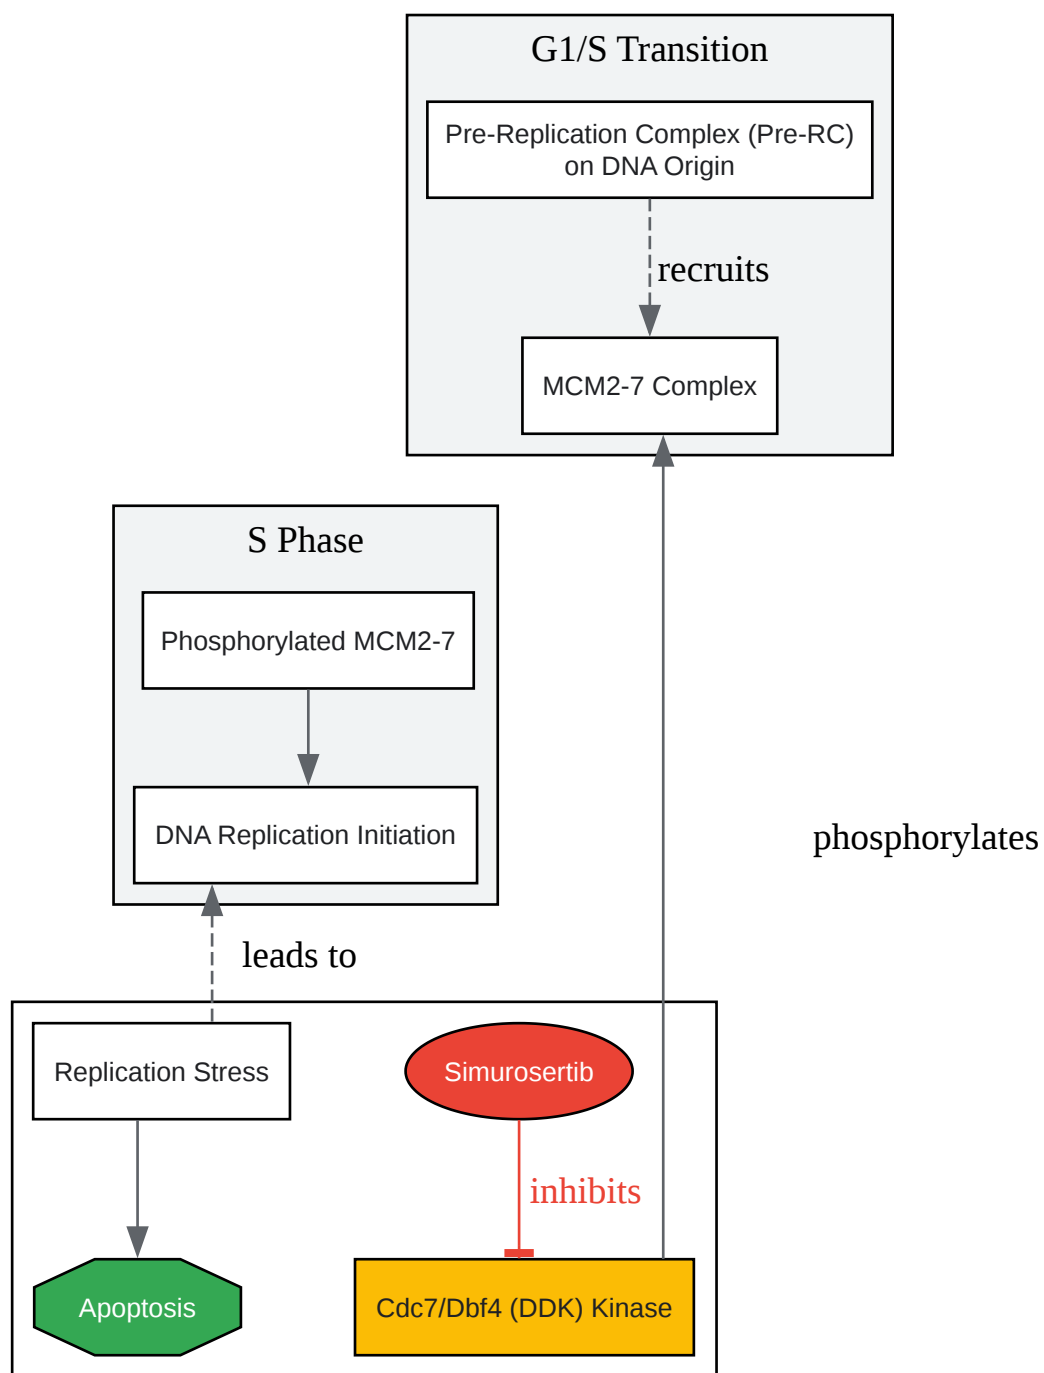 G1/S Transition
Pre-Replication Complex (Pre-RC)
on DNA Origin
recruits
MCM2-7 Complex
S Phase
Phosphorylated MCM2-7
DNA Replication Initiation
phosphorylates
leads to
Replication Stress
Simurosertib
inhibits
Apoptosis
Cdc7/Dbf4 (DDK) Kinase